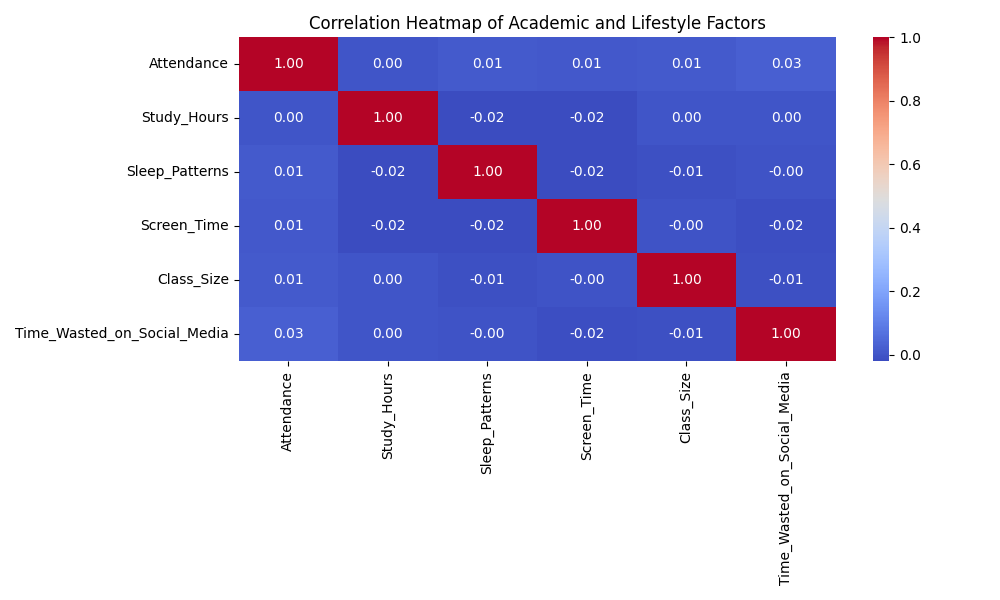 Correlation Heatmap of Academic and Lifestyle Factors
Attendance 1.00 0.00 0.01 0.01 0.01 0.03
Study_Hours 0.00 1.00 -0.02 -0.02 0.00 0.00
Sleep_Patterns 0.01 -0.02 1.00 -0.02 -0.01 -0.00
Screen_Time 0.01 -0.02 -0.02 1.00 -0.00 -0.02
Class_Size 0.01 0.00 -0.01 -0.00 1.00 -0.01
Time_Wasted_on_Social_Media 0.03 0.00 -0.00 -0.02 -0.01 1.00
Attendance
Study_Hours
Sleep_Patterns
Screen_Time
Class_Size
Time_Wasted_on_Social_Media
1.0
0.8
0.6
0.4
0.2
0.0